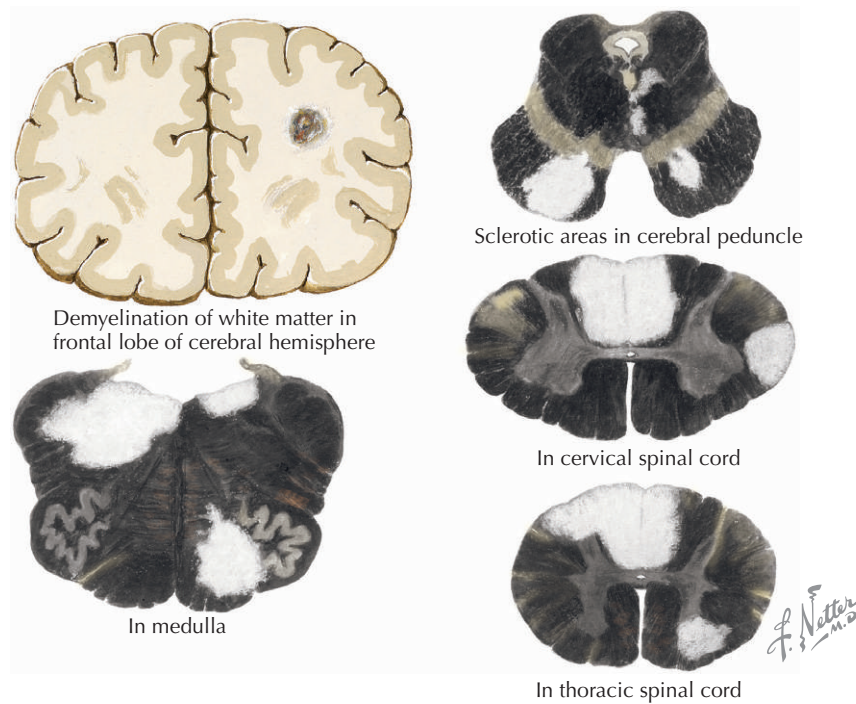 Sclerotic areas in cerebral peduncle
Demyelination of white matter in
frontal lobe of cerebral hemisphere
In cervical spinal cord
In medulla
In thoracic spinal cord
F. Netter
M.D.